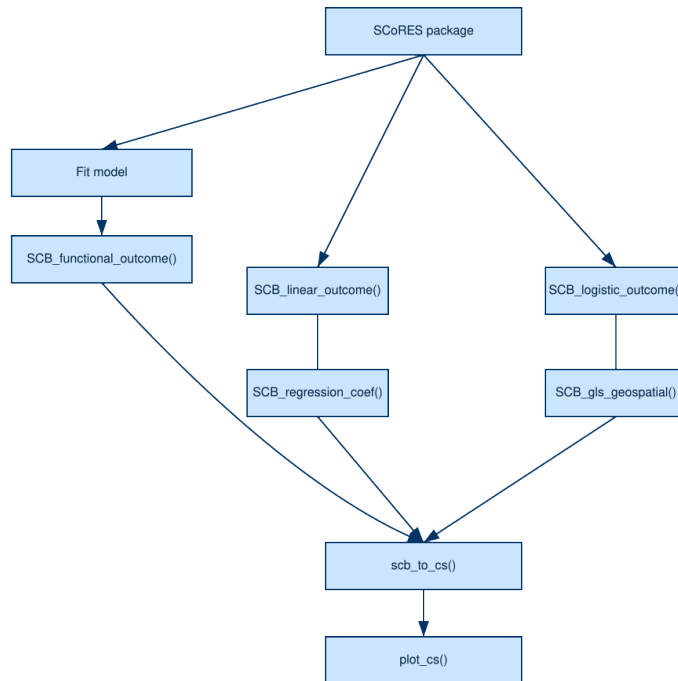 SCoRES package
Fit model
SCB_functional_outcome()
SCB_linear_outcome()
SCB_logistic_outcome(
SCB_regression_coef()
SCB_gls_geospatial()
scb_to_cs()
plot_cs()